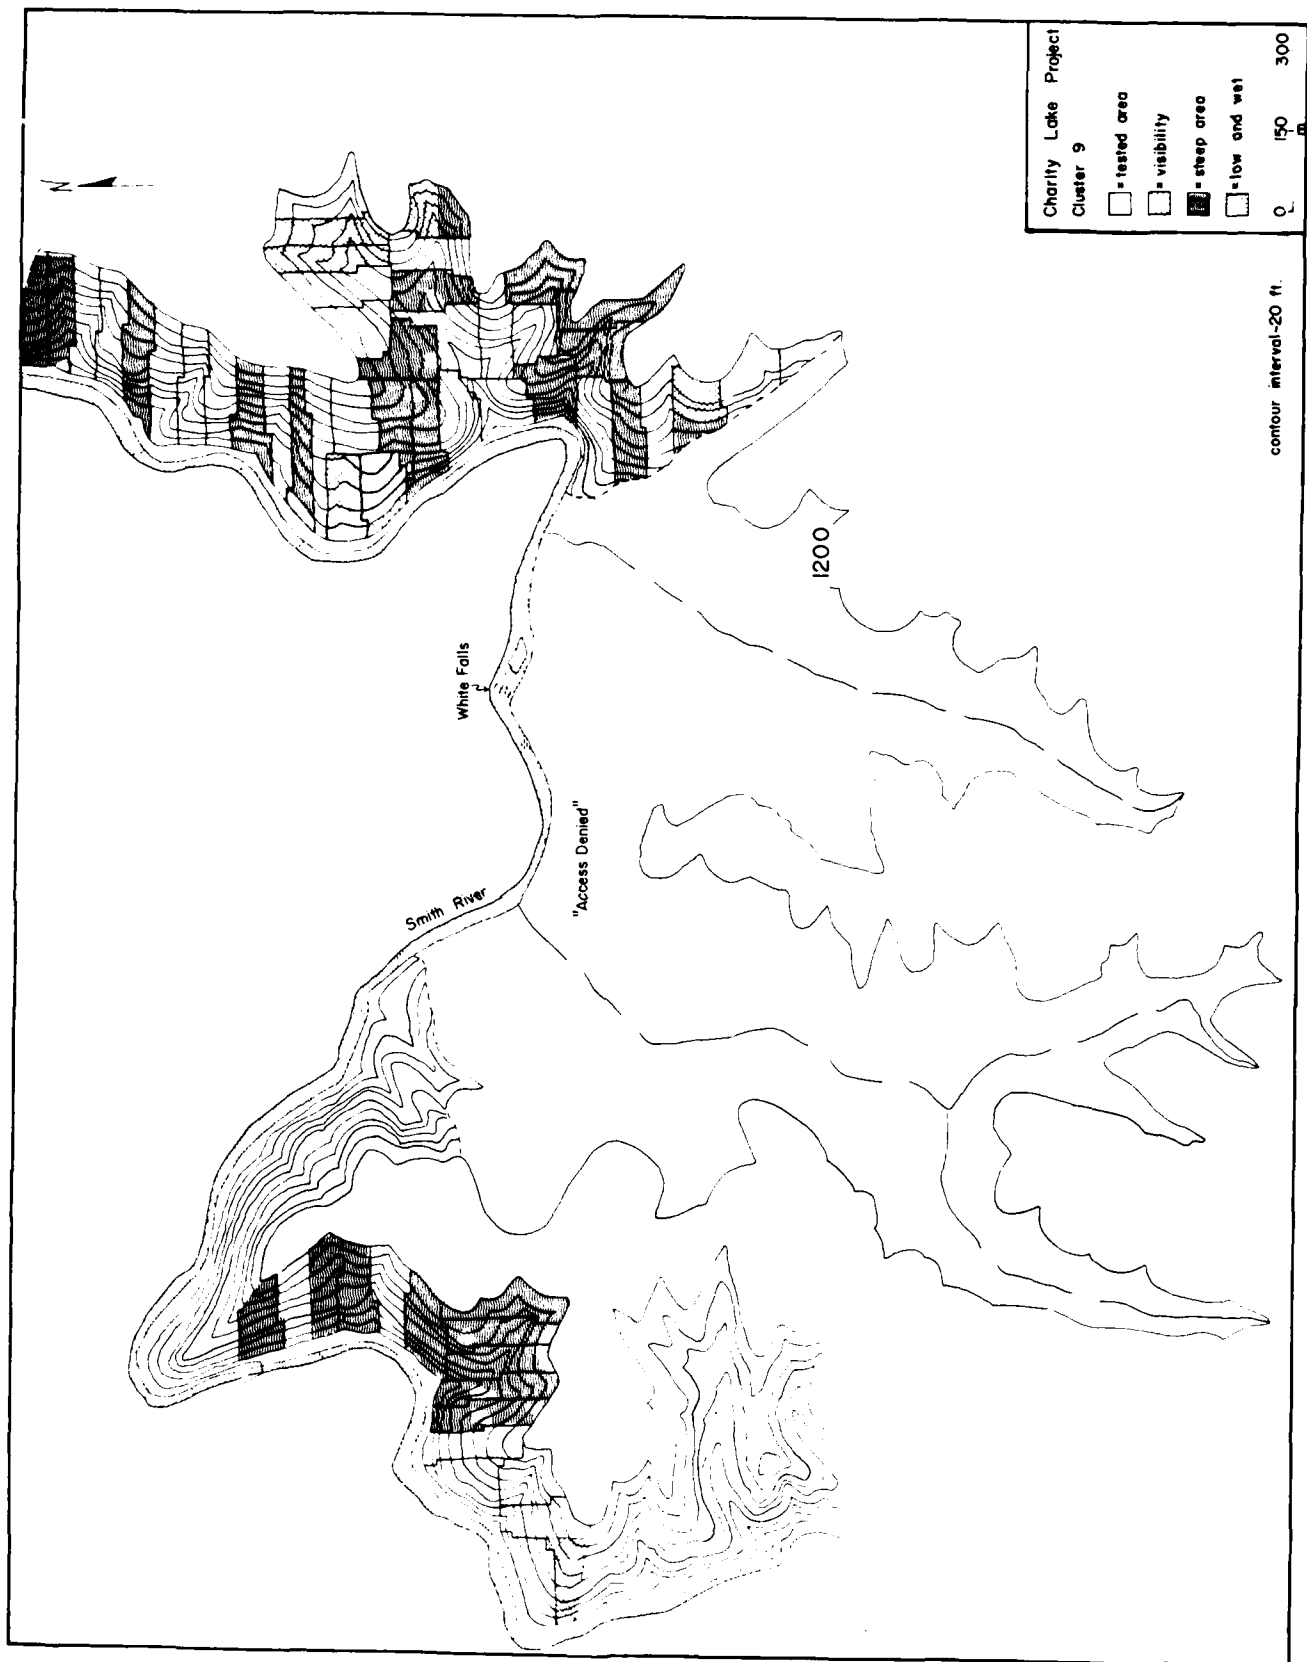 Charity Lake Project
Cluster 9
= tested area
= visibility
= steep area
= low and wet
0 150 300
m
contour interval-20 ft.
N
White Falls
Smith River
"Access Denied"
1200